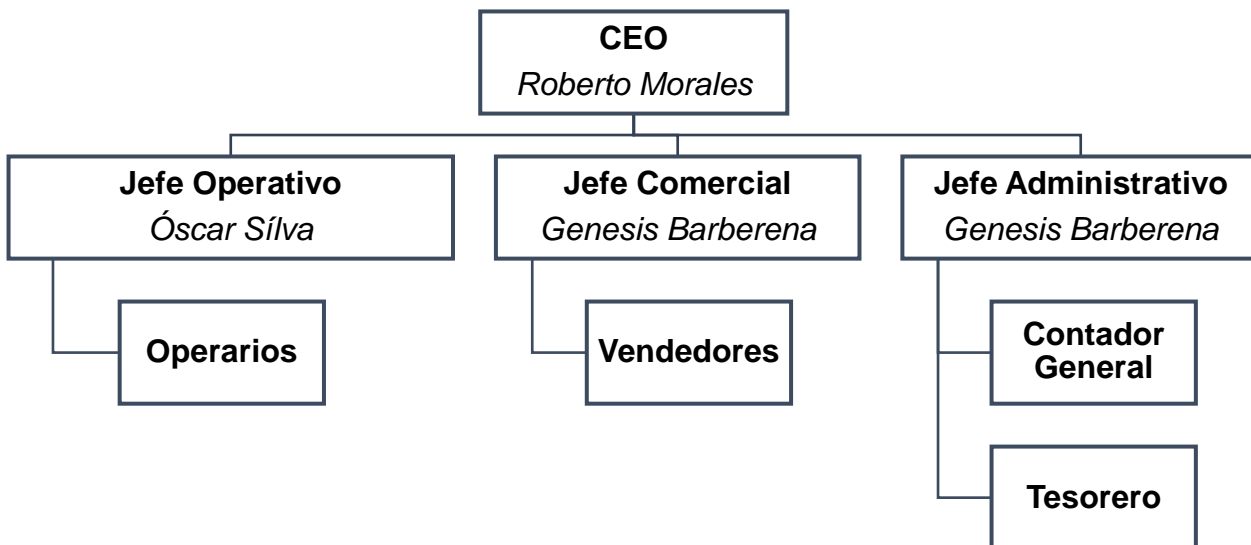 CEO
Roberto Morales
Jefe Operativo
Óscar Sílva
Jefe Comercial
Genesis Barberena
Jefe Administrativo
Genesis Barberena
Operarios
Vendedores
Contador
General
Tesorero